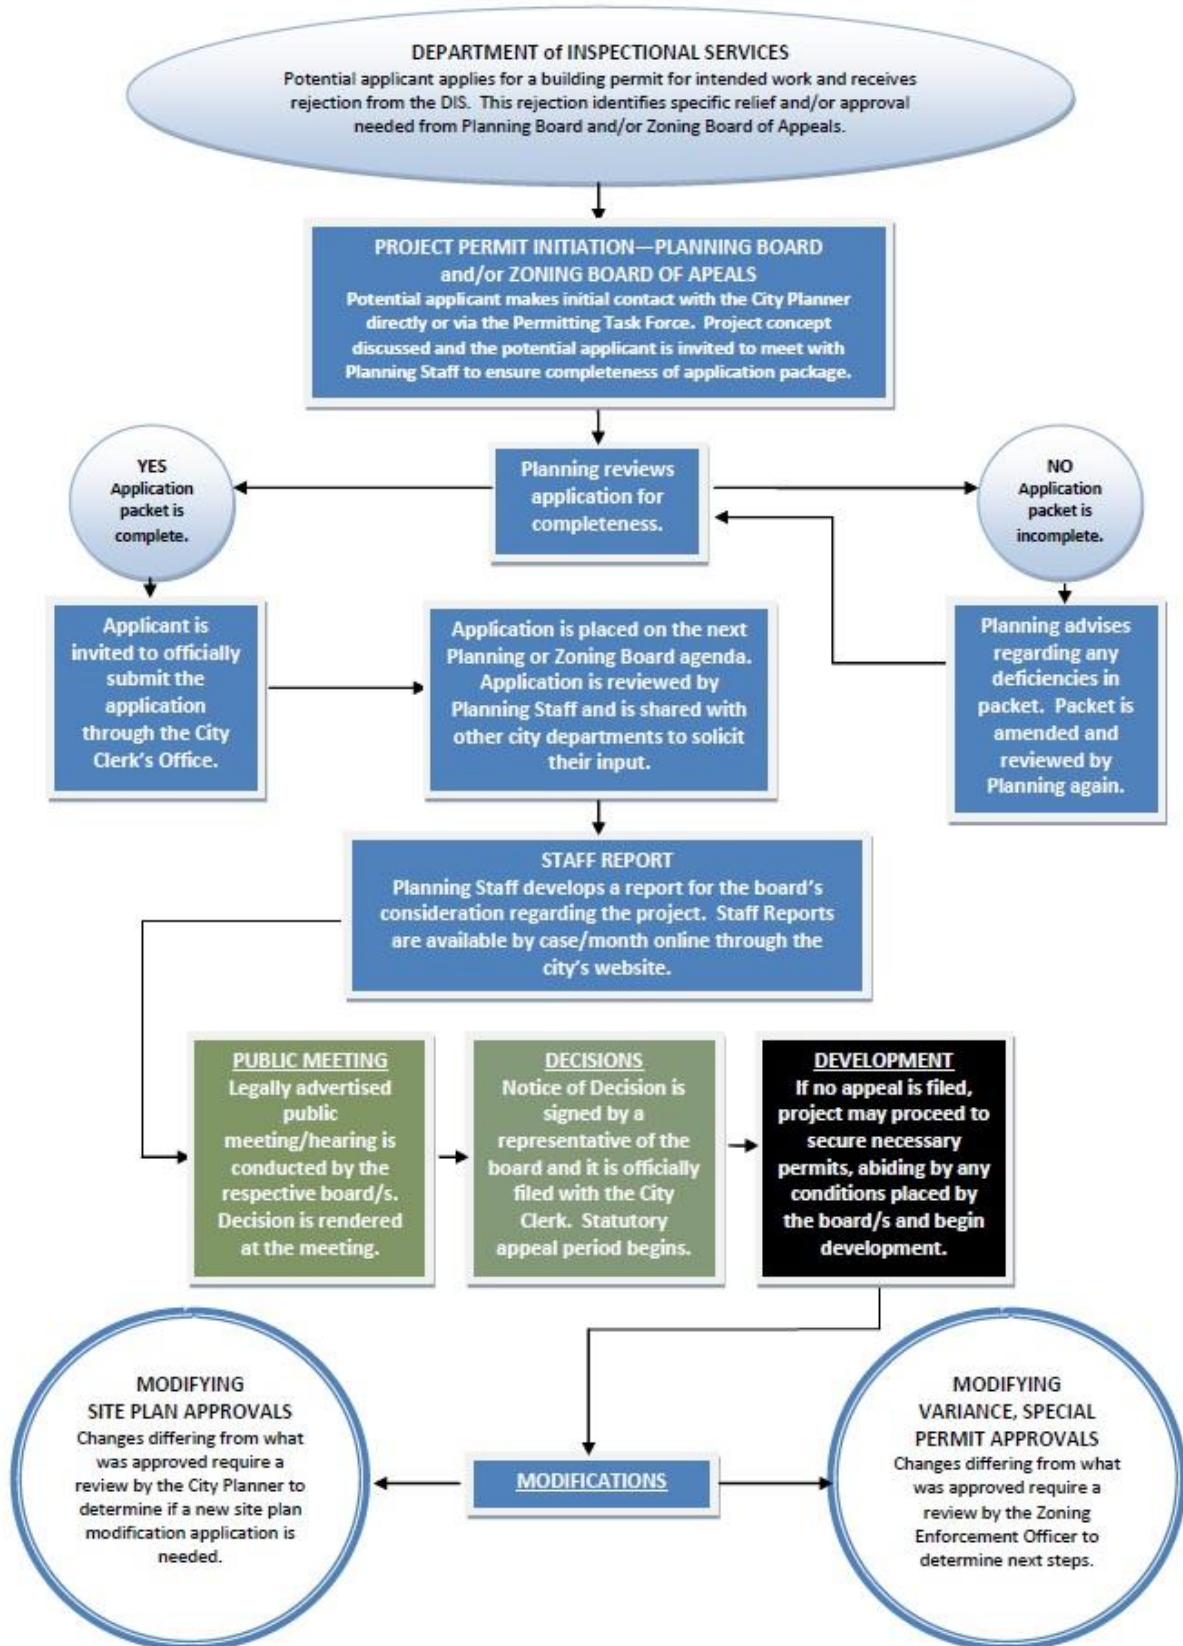 DEPARTMENT of INSPECTIONAL SERVICES
Potential applicant applies for a building permit for intended work and receives
rejection from the DIS. This rejection identifies specific relief and/or approval
needed from Planning Board and/or Zoning Board of Appeals.
PROJECT PERMIT INITIATION—PLANNING BOARD
and/or ZONING BOARD OF APEALS
Potential applicant makes initial contact with the City Planner
directly or via the Permitting Task Force. Project concept
discussed and the potential applicant is invited to meet with
Planning Staff to ensure completeness of application package.
YES
Application
packet is
complete.
Planning reviews
application for
completeness.
NO
Application
packet is
incomplete.
Applicant is
invited to officially
submit the
application
through the City
Clerk's Office.
Application is placed on the next
Planning or Zoning Board agenda.
Application is reviewed by
Planning Staff and is shared with
other city departments to solicit
their input.
Planning advises
regarding any
deficiencies in
packet. Packet is
amended and
reviewed by
Planning again.
STAFF REPORT
Planning Staff develops a report for the board's
consideration regarding the project. Staff Reports
are available by case/month online through the
city's website.
PUBLIC MEETING
Legally advertised
public
meeting/hearing is
conducted by the
respective board/s.
Decision is rendered
at the meeting.
DECISIONS
Notice of Decision is
signed by a
representative of the
board and it is officially
filed with the City
Clerk. Statutory
appeal period begins.
DEVELOPMENT
If no appeal is filed,
project may proceed to
secure necessary
permits, abiding by any
conditions placed by
the board/s and begin
development.
MODIFYING
SITE PLAN APPROVALS
Changes differing from what
was approved require a
review by the City Planner to
determine if a new site plan
modification application is
needed.
MODIFICATIONS
MODIFYING
VARIANCE, SPECIAL
PERMIT APPROVALS
Changes differing from what
was approved require a
review by the Zoning
Enforcement Officer to
determine next steps.